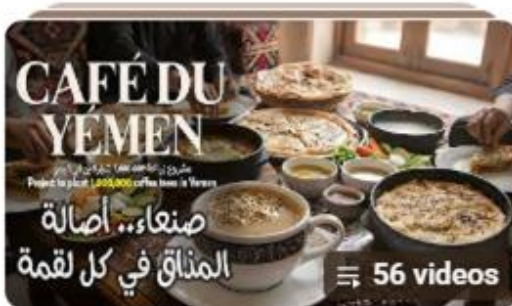 CAFÉ DU
YÉMEN
Project to plant 1,000,000 coffee trees in Yemen
صنعاء.. أصالة
المذاق في كل لقمة
56 videos